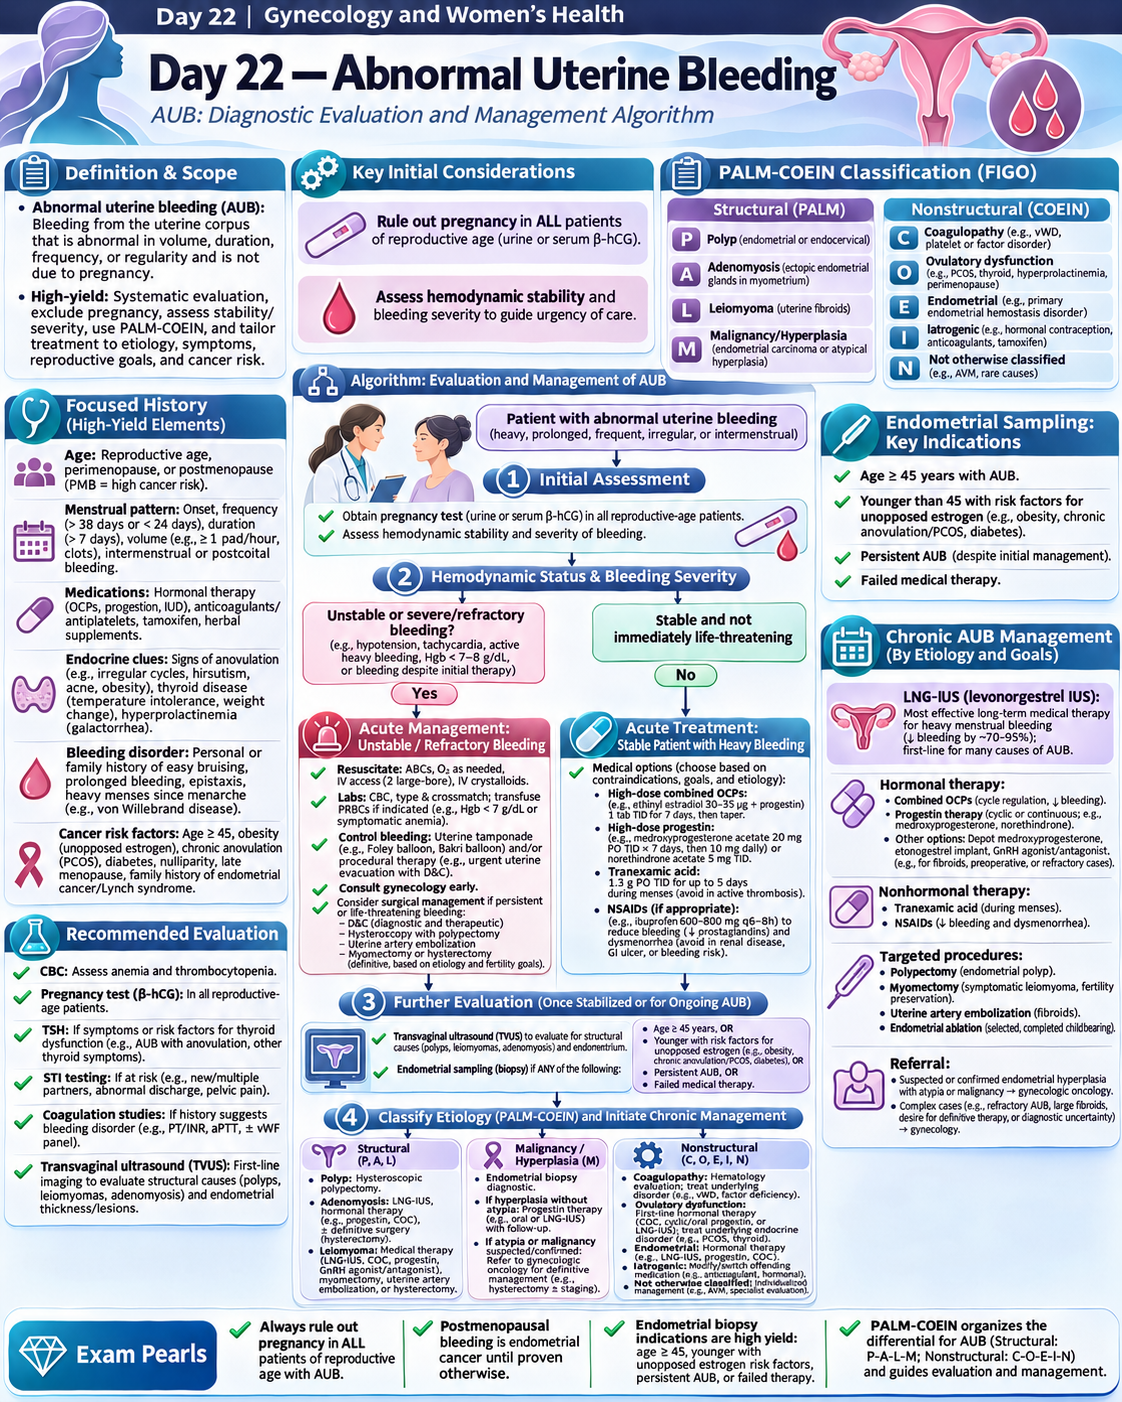 Day 22 | Gynecology and Women's Health
Day 22 — Abnormal Uterine Bleeding
AUB: Diagnostic Evaluation and Management Algorithm
Definition & Scope
• Abnormal uterine bleeding (AUB):
Bleeding from the uterine corpus
that is abnormal in volume, duration,
frequency, or regularity and is not
due to pregnancy.
• High-yield: Systematic evaluation,
exclude pregnancy, assess stability/
severity, use PALM-COEIN, and tailor
treatment to etiology, symptoms,
reproductive goals, and cancer risk.
Key Initial Considerations
Rule out pregnancy in ALL patients
of reproductive age (urine or serum β-hCG).
Assess hemodynamic stability and
bleeding severity to guide urgency of care.
PALM-COEIN Classification (FIGO)
Structural (PALM)
P Polyp (endometrial or endocervical)
A Adenomyosis (ectopic endometrial
glands in myometrium)
L Leiomyoma (uterine fibroids)
M Malignancy/Hyperplasia
(endometrial carcinoma or atypical
hyperplasia)
Nonstructural (COEIN)
C Coagulopathy (e.g., vWD,
platelet or factor disorder)
O Ovulatory dysfunction
(e.g., PCOS, thyroid, hyperprolactinemia,
perimenopause)
E Endometrial (e.g., primary
endometrial hemostasis disorder)
I Iatrogenic (e.g., hormonal contraception,
anticoagulants, tamoxifen)
N Not otherwise classified
(e.g., AVM, rare causes)
Focused History
(High-Yield Elements)
Age: Reproductive age,
perimenopause, or postmenopause
(PMB = high cancer risk).
Menstrual pattern: Onset, frequency
(> 38 days or < 24 days), duration
(> 7 days), volume (e.g., ≥ 1 pad/hour,
clots), intermenstrual or postcoital
bleeding.
Medications: Hormonal therapy
(OCPs, progestion, IUD), anticoagulants/
antiplatelets, tamoxifen, herbal
supplements.
Endocrine clues: Signs of anovulation
(e.g., irregular cycles, hirsutism,
acne, obesity), thyroid disease
(temperature intolerance, weight
change), hyperprolactinemia
(galactorrhea).
Bleeding disorder: Personal or
family history of easy bruising,
prolonged bleeding, epistaxis,
heavy menses since menarche
(e.g., von Willebrand disease).
Cancer risk factors: Age ≥ 45, obesity
(unopposed estrogen), chronic anovulation
(PCOS), diabetes, nulliparity, late
menopause, family history of endometrial
cancer/Lynch syndrome.
Recommended Evaluation
CBC: Assess anemia and thrombocytopenia.
Pregnancy test (β-hCG): In all reproductive-
age patients.
TSH: If symptoms or risk factors for thyroid
dysfunction (e.g., AUB with anovulation, other
thyroid symptoms).
STI testing: If at risk (e.g., new/multiple
partners, abnormal discharge, pelvic pain).
Coagulation studies: If history suggests
bleeding disorder (e.g., PT/INR, aPTT, ± vWF
panel).
Transvaginal ultrasound (TVUS): First-line
imaging to evaluate structural causes (polyps,
leiomyomas, adenomyosis) and endometrial
thickness/lesions.
Algorithm: Evaluation and Management of AUB
Patient with abnormal uterine bleeding
(heavy, prolonged, frequent, irregular, or intermenstrual)
1 Initial Assessment
Obtain pregnancy test (urine or serum β-hCG) in all reproductive-age patients.
Assess hemodynamic stability and severity of bleeding.
2 Hemodynamic Status & Bleeding Severity
Unstable or severe/refractory
bleeding?
(e.g., hypotension, tachycardia, active
heavy bleeding, Hgb < 7–8 g/dL,
or bleeding despite initial therapy)
Yes
Stable and not
immediately life-threatening
No
Acute Management:
Unstable / Refractory Bleeding
Resuscitate: ABCs, O₂ as needed,
IV access (2 large-bore), IV crystalloids.
Labs: CBC, type & crossmatch; transfuse
PRBCs if indicated (e.g., Hgb < 7 g/dL or
symptomatic anemia).
Control bleeding: Uterine tamponade
(e.g., Foley balloon, Bakri balloon) and/or
procedural therapy (e.g., urgent uterine
evacuation with D&C).
Consult gynecology early.
Consider surgical management if persistent
or life-threatening bleeding:
– D&C (diagnostic and therapeutic)
– Hysteroccopy with polypectomy
– Uterine artery embolization
– Myomectomy or hysterectomy
(definitive, based on etiology and fertility goals).
Acute Treatment:
Stable Patient with Heavy Bleeding
Medical options (choose based on
contraindications, goals, and etiology):
• High-dose combined OCPs:
(e.g., ethinyl estradiol 30–35 µg + progestin)
1 tab TID for 7 days, then taper.
• High-dose progestin:
(e.g., medroxyprogesterone acetate 20 mg
PO TID × 7 days, then 10 mg daily) or
norethindrone acetate 5 mg TID.
• Tranexamic acid:
1.3 g PO TID for up to 5 days
during menses (avoid in active thrombosis).
• NSAIDs (if appropriate):
(e.g., ibuprofen 600–800 mg q6–8h) to
reduce bleeding (↓ prostaglandins) and
dysmenorrhea (avoid in renal disease,
GI ulcer, or bleeding risk).
3 Further Evaluation (Once Stabilized or for Ongoing AUB)
Transvaginal ultrasound (TVUS) to evaluate for structural
causes (polyps, leiomyomas, adenomyosis) and endonentrium.
Endometrial sampling (biopsy) if ANY of the following:
• Age ≥ 45 years, OR
• Younger with risk factors for
unopposed estrogen (e.g., obesity,
chronic anovulation/PCOS, diabetes), OR
• Persistent AUB, OR
• Failed medical therapy.
4 Classify Etiology (PALM-COEIN) and Initiate Chronic Management
Structural
(P, A, L)
• Polyp: Hysteroscopic
polypectomy.
• Adenomyosis: LNG-IUS,
hormonal therapy
(e.g., progestin, COC),
± definitive surgery
(hysterectomy).
• Leiomyoma: Medical therapy
(LNG-IUS, COC, progestin,
GnRH agonist/antagonist),
myomectomy, uterine artery
embolization, or hysterectomy.
Malignancy /
Hyperplasia (M)
• Endometrial biopsy
diagnostic.
• If hyperplasia without
atypia: Progestin therapy
(e,g., oral or LNG-IUS)
with follow-up.
• If atypia or malignancy
suspected/confirmed:
Refer to gynecologic
oncology for definitive
management (e.g.,
hysterectomy ± staging).
Nonstructural
(C, O, E, I, N)
• Coagulopathy: Hematology
evaluation; treat underlying
disorder (e.g., vWD, factor deficiency).
• Ovulatory dysfunction:
First-line hormonal therapy
(COC, cyclic/oral progestin, or
LNG-IUS); treat underlying endocrine
disorder (e.g., PCOS, thyroid).
• Endometrial: Hormonal therapy
(e.g., LNG-IUS, progestin, COC).
• Iatrogenic: Modify/switch offending
medication (e.g., anticoagulant, hormonal).
• Not otherwise classified: Individualized
management (e.g., AVM, specialist evaluation).
Endometrial Sampling:
Key Indications
Age ≥ 45 years with AUB.
Younger than 45 with risk factors for
unopposed estrogen (e.g., obesity, chronic
anovulation/PCOS, diabetes).
Persistent AUB (despite initial management).
Failed medical therapy.
Chronic AUB Management
(By Etiology and Goals)
LNG-IUS (levonorgestrel IUS):
Most effective long-term medical therapy
for heavy menstrual bleeding
(↓ bleeding by ~70–95%);
first-line for many causes of AUB.
Hormonal therapy:
• Combined OCPs (cycle regulation, ↓ bleeding).
• Progestin therapy (cyclic or continuous; e.g.,
medroxyprogesterone, norethindrone).
• Other options: Depot medroxyprogesterone,
etonogestrel implant, GnRH agonist/antagonist.
(e.g., for fibroids, preoperative, or refractory cases).
Nonhormonal therapy:
• Tranexamic acid (during menses).
• NSAIDs (↓ bleeding and dysmenorrhea).
Targeted procedures:
• Polypectomy (endometrial polyp).
• Myomectomy (symptomatic leiomyoma, fertility
preservation).
• Uterine artery embolization (fibroids).
• Endometrial ablation (selected, completed childbearing).
Referral:
• Suspected or confirmed endometrial hyperplasia
with atypia or malignancy → gynecologic oncology.
• Complex cases (e.g., refractory AUB, large fibroids,
desire for definitive therapy, or diagnostic uncertainty)
→ gynecology.
Exam Pearls
Always rule out
pregnancy in ALL
patients of reproductive
age with AUB.
Postmenopausal
bleeding is endometrial
cancer until proven
otherwise.
Endometrial biopsy
indications are high yield:
age ≥ 45, younger with
unopposed estrogen risk factors,
persistent AUB, or failed therapy.
PALM-COEIN organizes the
differential for AUB (Structural:
P-A-L-M; Nonstructural: C-O-E-I-N)
and guides evaluation and management.